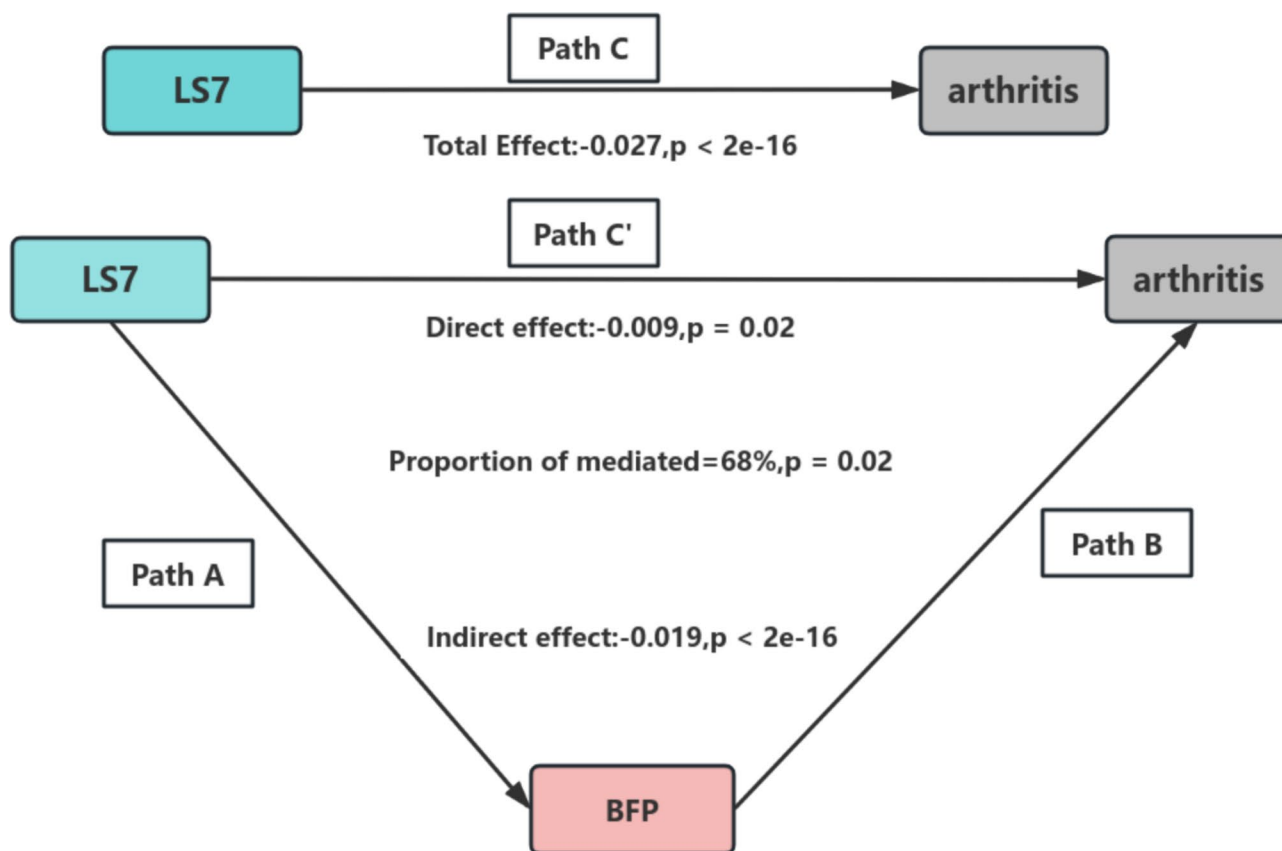 Path C
LS7
arthritis
Total Effect:-0.027,p < 2e-16
Path C'
LS7
arthritis
Direct effect:-0.009,p = 0.02
Proportion of mediated=68%,p = 0.02
Path A
Path B
Indirect effect:-0.019,p < 2e-16
BFP